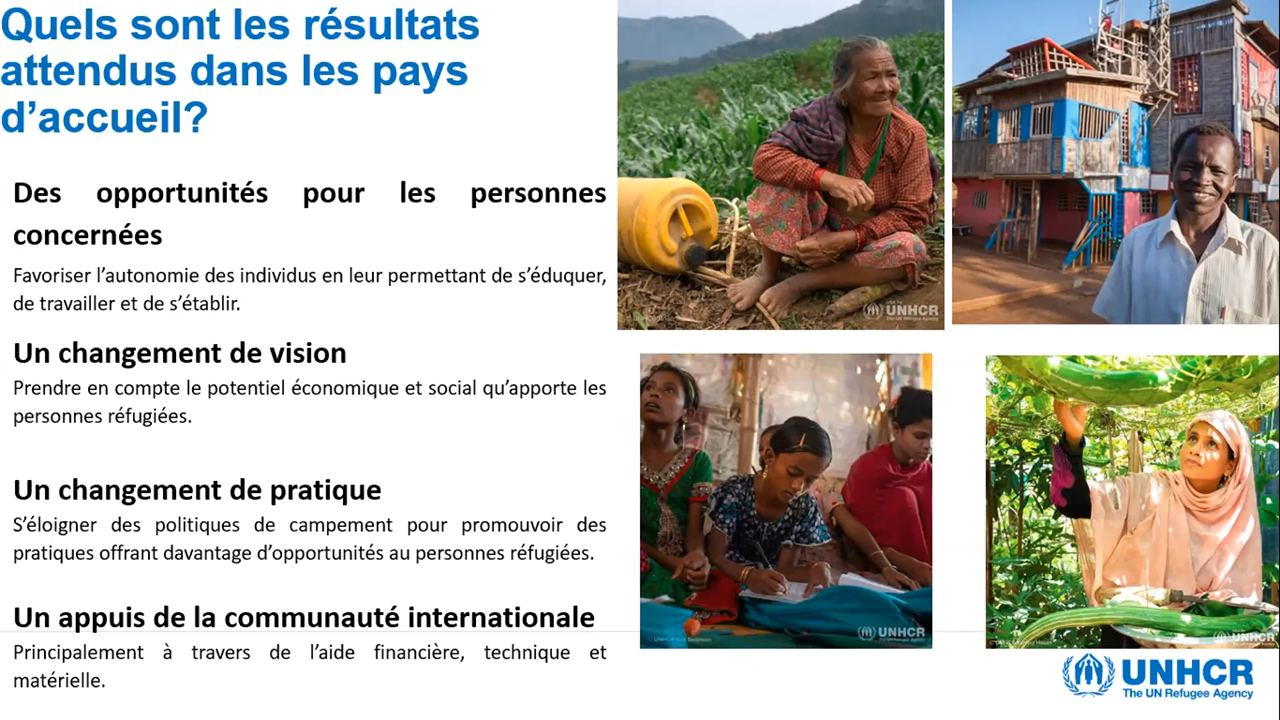 Quels sont les résultats
attendus dans les pays
d’accueil?
Des opportunités pour les personnes
concernées
Favoriser l’autonomie des individus en leur permettant de s’éduquer,
de travailler et de s’établir.
Un changement de vision
Prendre en compte le potentiel économique et social qu’apporte les
personnes réfugiées.
Un changement de pratique
S’éloigner des politiques de campement pour promouvoir des
pratiques offrant davantage d’opportunités au personnes réfugiées.
Un appuis de la communauté internationale
Principalement à travers de l’aide financière, technique et
matérielle.
UNHCR
The UN Refugee Agency
UNHCR
UNHCR
UNHCR
The UN Refugee Agency